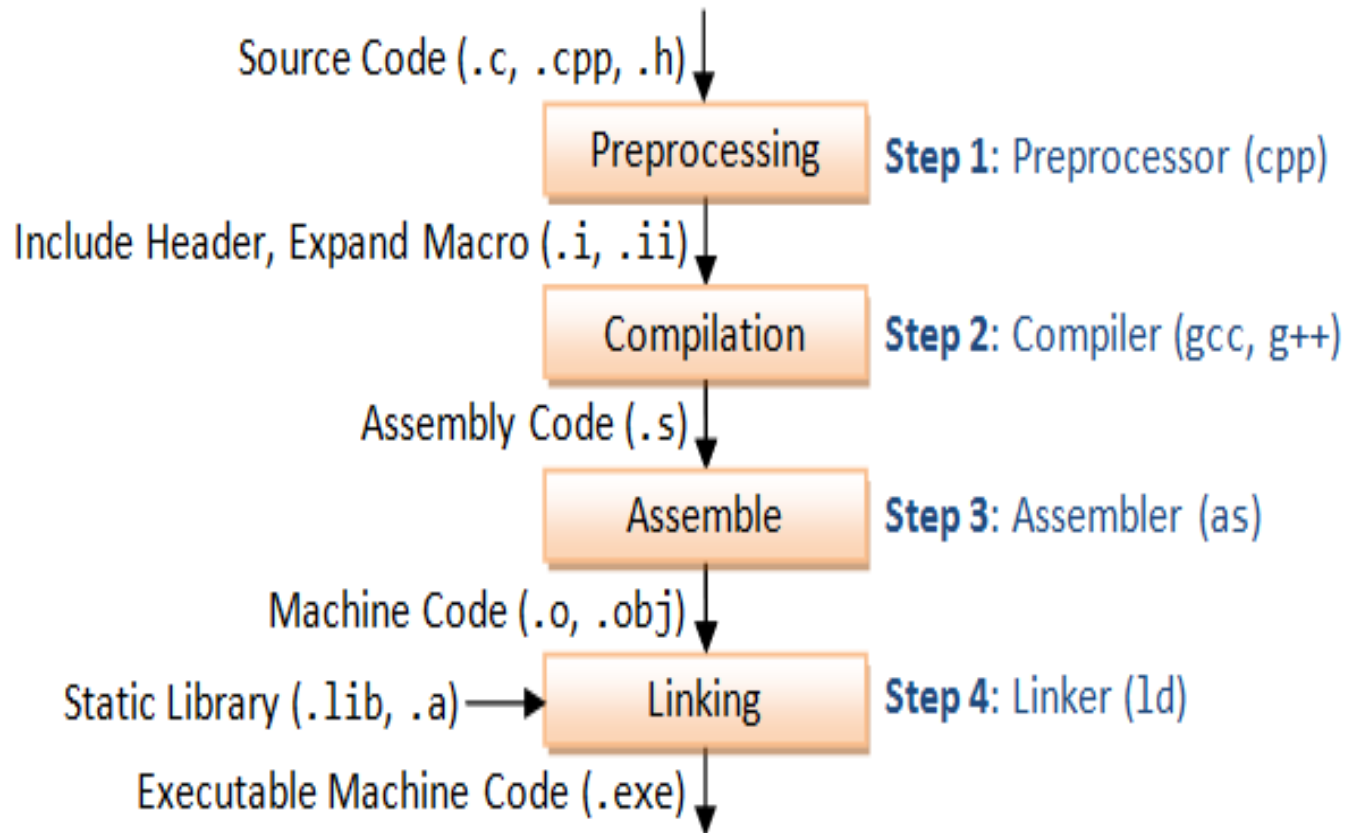 Source Code (.c, .cpp, .h)
Preprocessing
Step 1: Preprocessor (cpp)
Include Header, Expand Macro (.i, .ii)
Compilation
Step 2: Compiler (gcc, g++)
Assembly Code (.s)
Assemble
Step 3: Assembler (as)
Machine Code (.o, .obj)
Static Library (.lib, .a)
Linking
Step 4: Linker (ld)
Executable Machine Code (.exe)